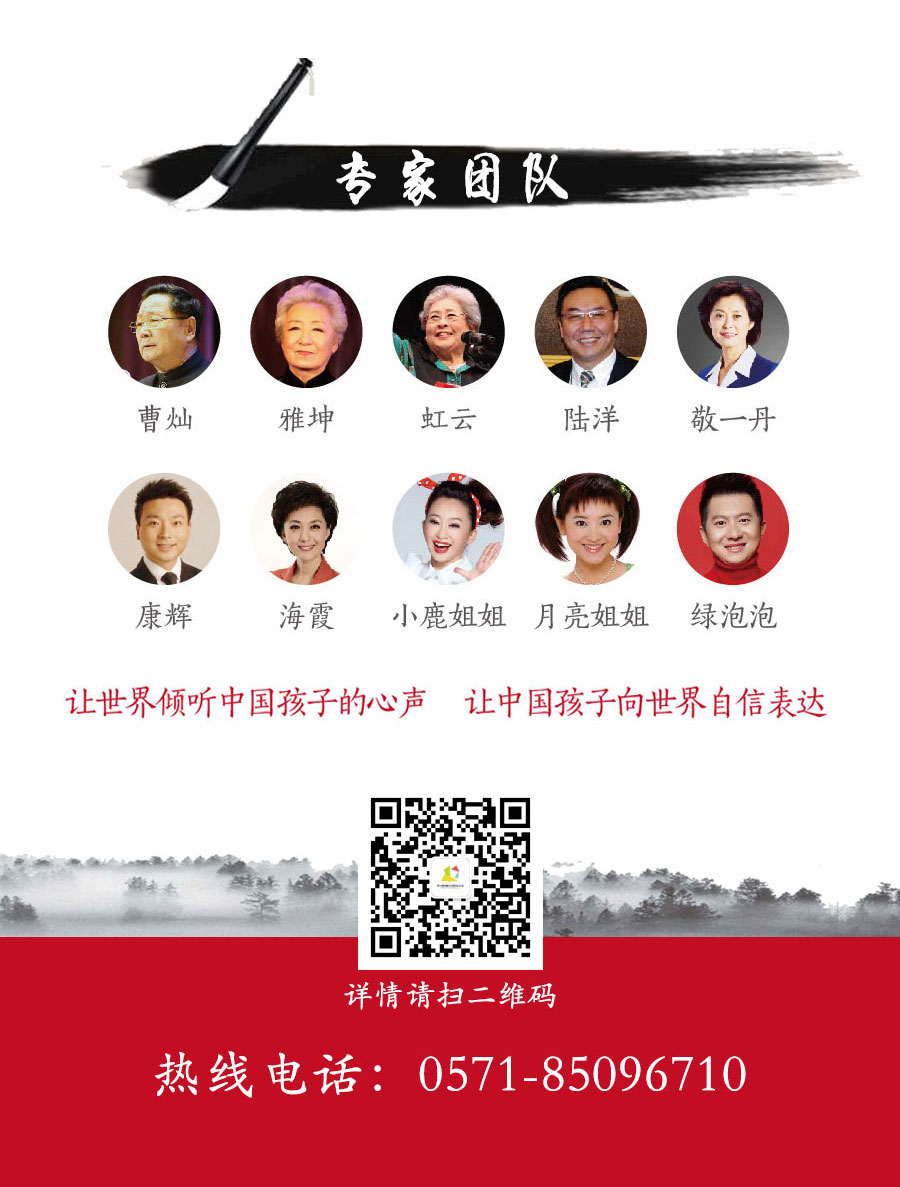 专家团队
曹灿 雅坤 虹云 陆洋 敬一丹
康辉 海霞 小鹿姐姐 月亮姐姐 绿泡泡
让世界倾听中国孩子的心声 让中国孩子向世界自信表达
详情请扫二维码
热线电话：0571-85096710